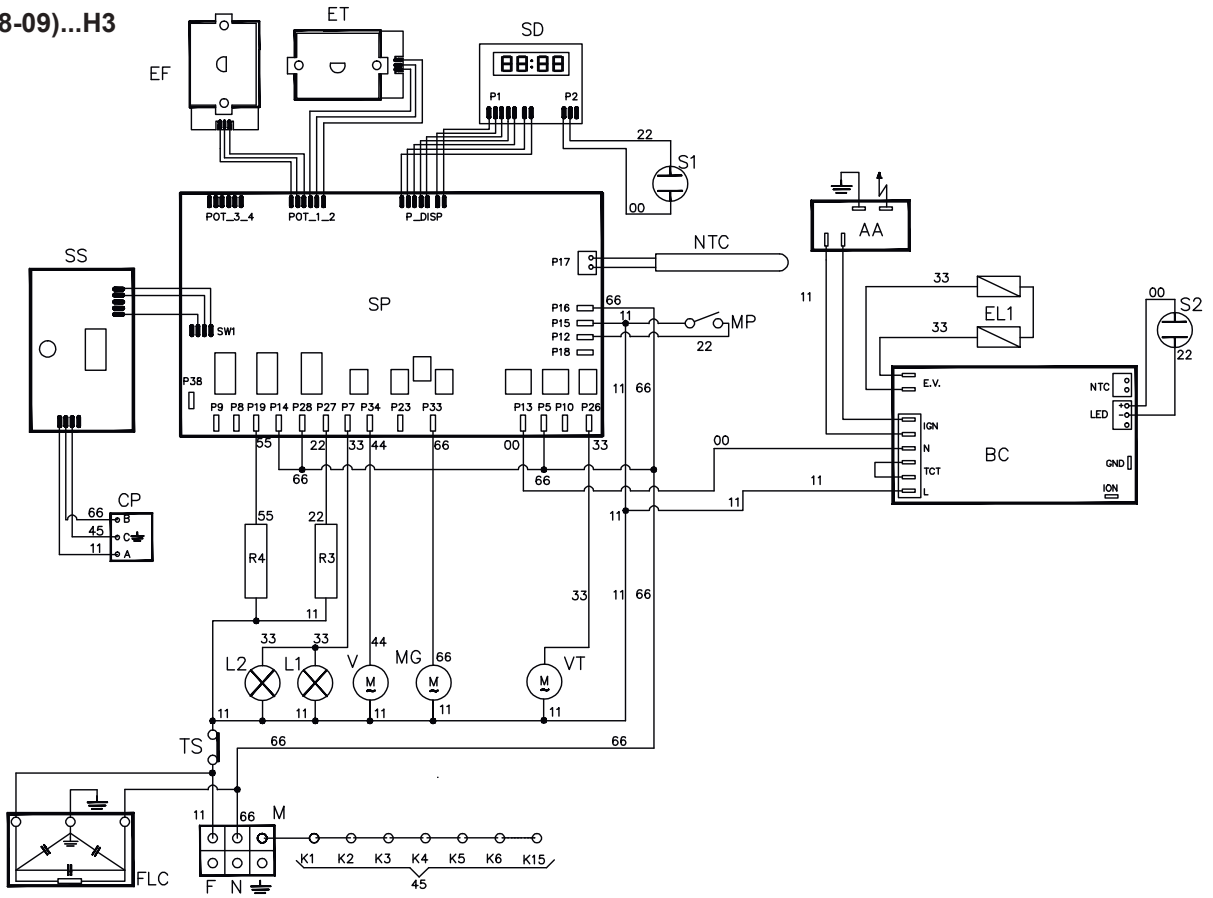 8-09)...H3
ET
SD
EF
88:88
P1 P2
22
S1
00
POT_3_4 POT_1_2 P_DISP
AA
SS
P17
NTC
SP
P16 66
P15 11
P12
P18
MP
22
SW1
11
33
EL1
33
00
S2
22
P38
11 66
E.V.
NTC
LED
+
-
P9 P8 P19 P14 P28 P27 P7 P34 P23 P33 P13 P5 P10 P26
IGN
55 22 33 44 66 00 33
00
N
BC
TCT
GND
66 66
11
L
ION
11
11
CP
66 B
45 C
11 A
55 22
R4 R3
33 11 66
11
33 33 44
L2 L1 V MG 66 VT
M M M
~ ~ ~
11 11 11 11 11
TS
66 66
11 66 M
K1 K2 K3 K4 K5 K6 K15
FLC
F N
45